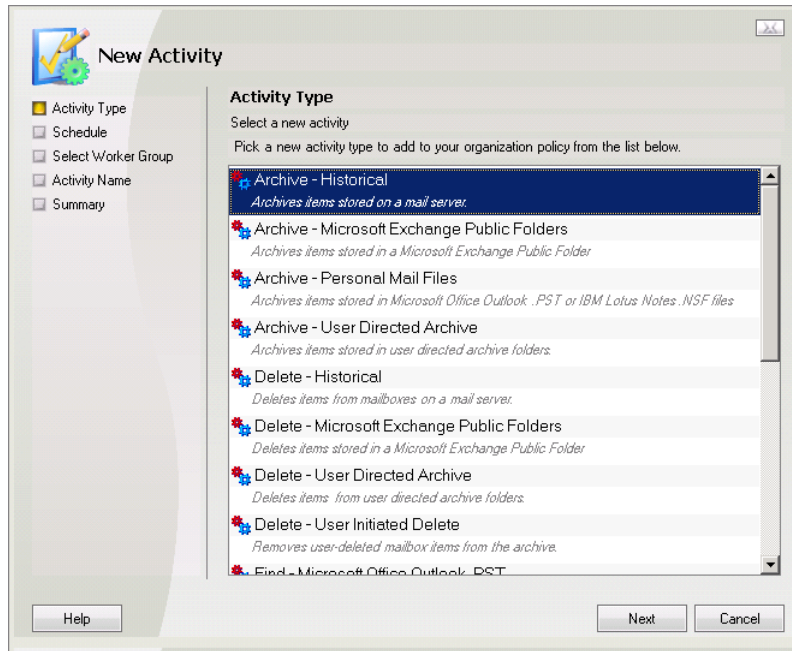 New Activity
Activity Type
Schedule
Select Worker Group
Activity Name
Summary
Activity Type
Select a new activity
Pick a new activity type to add to your organization policy from the list below.
Archive - Historical
Archives items stored on a mail server.
Archive - Microsoft Exchange Public Folders
Archives items stored in a Microsoft Exchange Public Folder
Archive - Personal Mail Files
Archives items stored in Microsoft Office Outlook .PST or IBM Lotus Notes .NSF files
Archive - User Directed Archive
Archives items stored in user directed archive folders.
Delete - Historical
Deletes items from mailboxes on a mail server.
Delete - Microsoft Exchange Public Folders
Deletes items stored in a Microsoft Exchange Public Folder
Delete - User Directed Archive
Deletes items from user directed archive folders.
Delete - User Initiated Delete
Removes user-deleted mailbox items from the archive.
Find - Microsoft Office Outlook .PST
Help
Next
Cancel